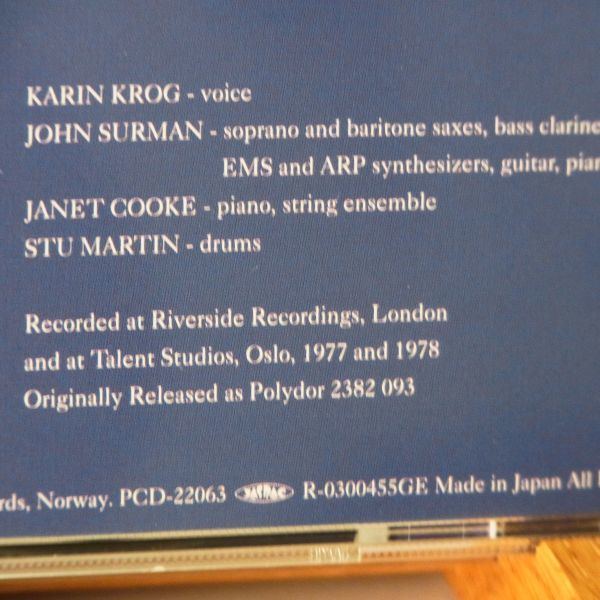 KARIN KROG - voice
JOHN SURMAN - soprano and baritone saxes, bass clarine
EMS and ARP synthesizers, guitar, pian
JANET COOKE - piano, string ensemble
STU MARTIN - drums
Recorded at Riverside Recordings, London
and at Talent Studios, Oslo, 1977 and 1978
Originally Released as Polydor 2382 093
rds, Norway. PCD-22063 JASRAC R-0300455GE Made in Japan All